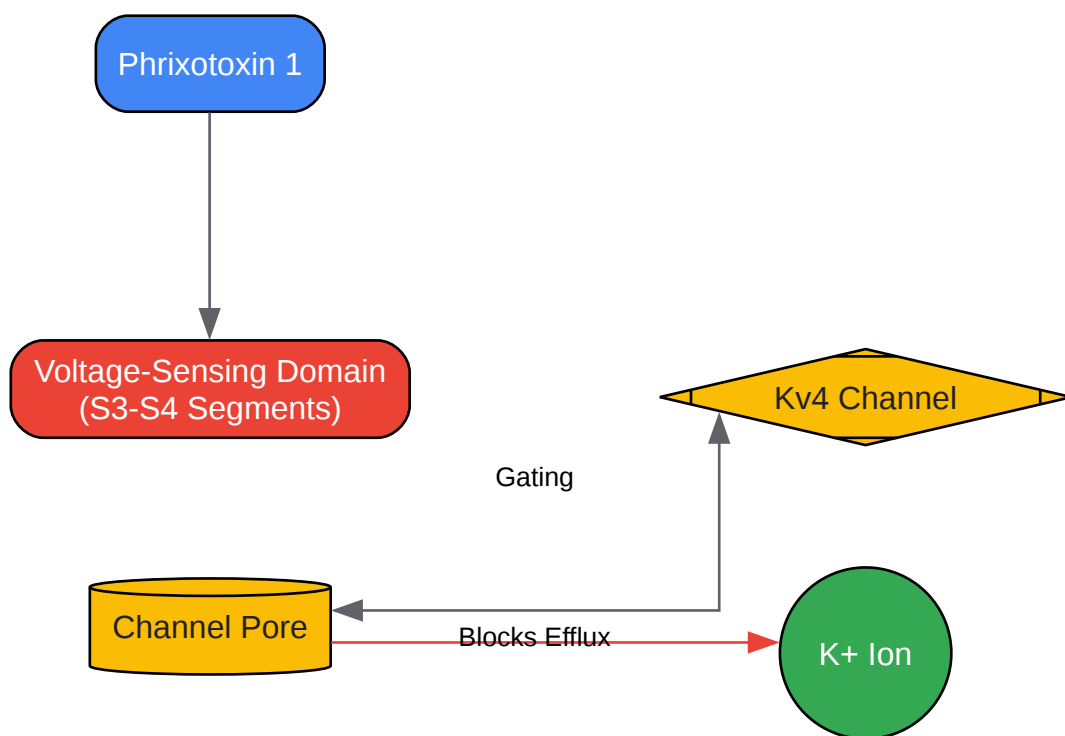 Phrixotoxin 1
Voltage-Sensing Domain
(S3-S4 Segments)
Kv4 Channel
Gating
Channel Pore
Blocks Efflux
K+ Ion